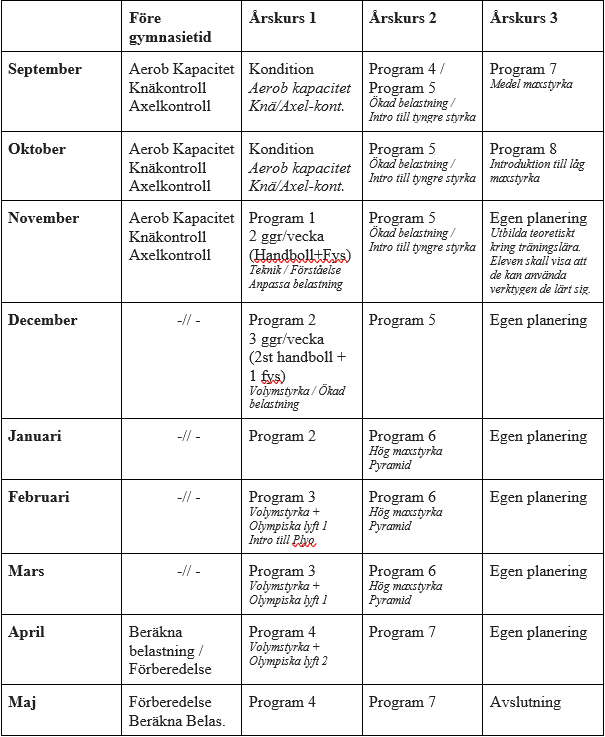 Före gymnasietid Årskurs 1 Årskurs 2 Årskurs 3
September
Aerob Kapacitet
Knäkontroll
Axelkontroll
Kondition
Aerob kapacitet
Knä/Axel-kont.
Program 4 /
Program 5
Ökad belastning /
Intro till tyngre styrka
Program 7
Medel maxstyrka
Oktober
Aerob Kapacitet
Knäkontroll
Axelkontroll
Kondition
Aerob kapacitet
Knä/Axel-kont.
Program 5
Ökad belastning /
Intro till tyngre styrka
Program 8
Introduktion till låg
maxstyrka
November
Aerob Kapacitet
Knäkontroll
Axelkontroll
Program 1
2 ggr/vecka
(Handboll+Fys)
Teknik / Förståelse
Anpassa belastning
Program 5
Ökad belastning /
Intro till tyngre styrka
Egen planering
Utbilda teoretiskt
kring träningslära.
Eleven skall visa att
de kan använda
verktygen de lärt sig.
December
-// -
Program 2
3 ggr/vecka
(2st handboll +
1 fys)
Volymstyrka / Ökad
belastning
Program 5
Egen planering
Januari
-// -
Program 2
Program 6
Hög maxstyrka
Pyramid
Egen planering
Februari
-// -
Program 3
Volymstyrka +
Olympiska lyft 1
Intro till Plyo.
Program 6
Hög maxstyrka
Pyramid
Egen planering
Mars
-// -
Program 3
Volymstyrka +
Olympiska lyft 1
Program 6
Hög maxstyrka
Pyramid
Egen planering
April
Beräkna
belastning /
Förberedelse
Program 4
Volymstyrka +
Olympiska lyft 2
Program 7
Egen planering
Maj
Förberedelse
Beräkna Belas.
Program 4
Program 7
Avslutning